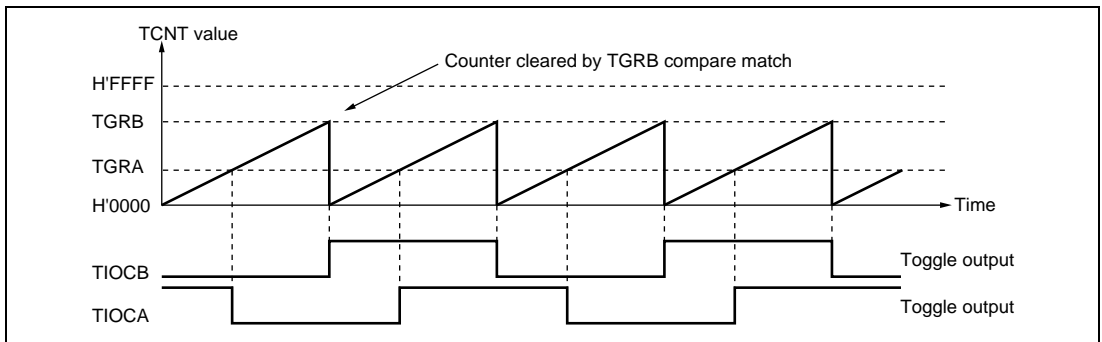 TCNT value
Counter cleared by TGRB compare match
H'FFFF
TGRB
TGRA
H'0000
Time
TIOCB
Toggle output
TIOCA
Toggle output